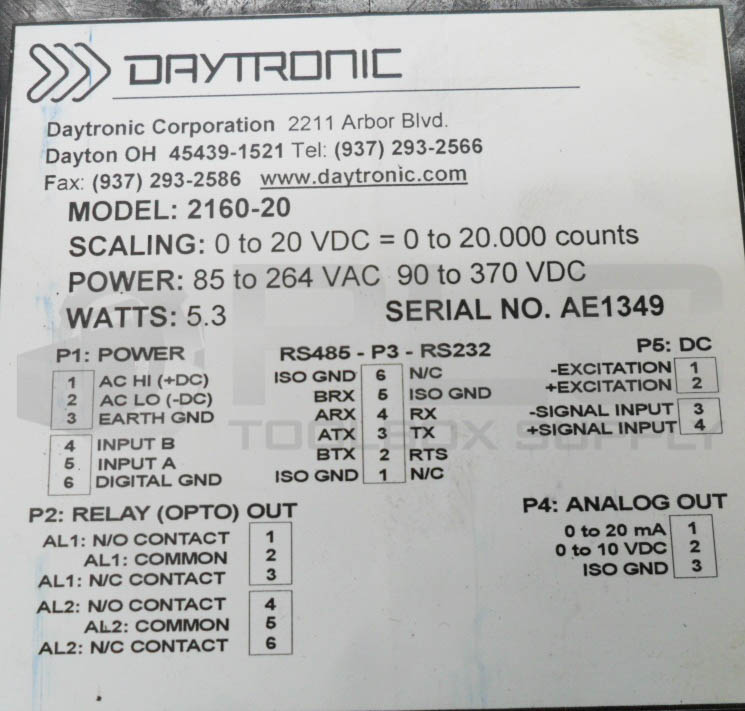 DAYTRONIC
Daytronic Corporation 2211 Arbor Blvd.
Dayton OH 45439-1521 Tel: (937) 293-2566
Fax: (937) 293-2586 www.daytronic.com
MODEL: 2160-20
SCALING: 0 to 20 VDC = 0 to 20.000 counts
POWER: 85 to 264 VAC 90 to 370 VDC
WATTS: 5.3 SERIAL NO. AE1349
P1: POWER
1 AC HI (+DC)
2 AC LO (-DC)
3 EARTH GND
4 INPUT B
5 INPUT A
6 DIGITAL GND
RS485 - P3 - RS232
ISO GND 6 N/C
BRX 5 ISO GND
ARX 4 RX
ATX 3 TX
BTX 2 RTS
ISO GND 1 N/C
P5: DC
-EXCITATION 1
+EXCITATION 2
-SIGNAL INPUT 3
+SIGNAL INPUT 4
P2: RELAY (OPTO) OUT
AL1: N/O CONTACT 1
AL1: COMMON 2
AL1: N/C CONTACT 3
AL2: N/O CONTACT 4
AL2: COMMON 5
AL2: N/C CONTACT 6
P4: ANALOG OUT
0 to 20 mA 1
0 to 10 VDC 2
ISO GND 3
PLC
TOOLBOX SUPPLY